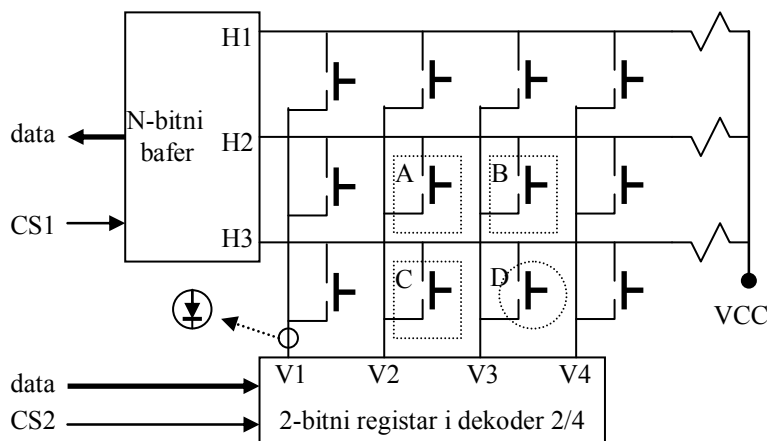 H1
N-bitni
bafer
data
H2
A B
CS1
H3
C D
VCC
V1 V2 V3 V4
data
CS2
2-bitni registar i dekoder 2/4